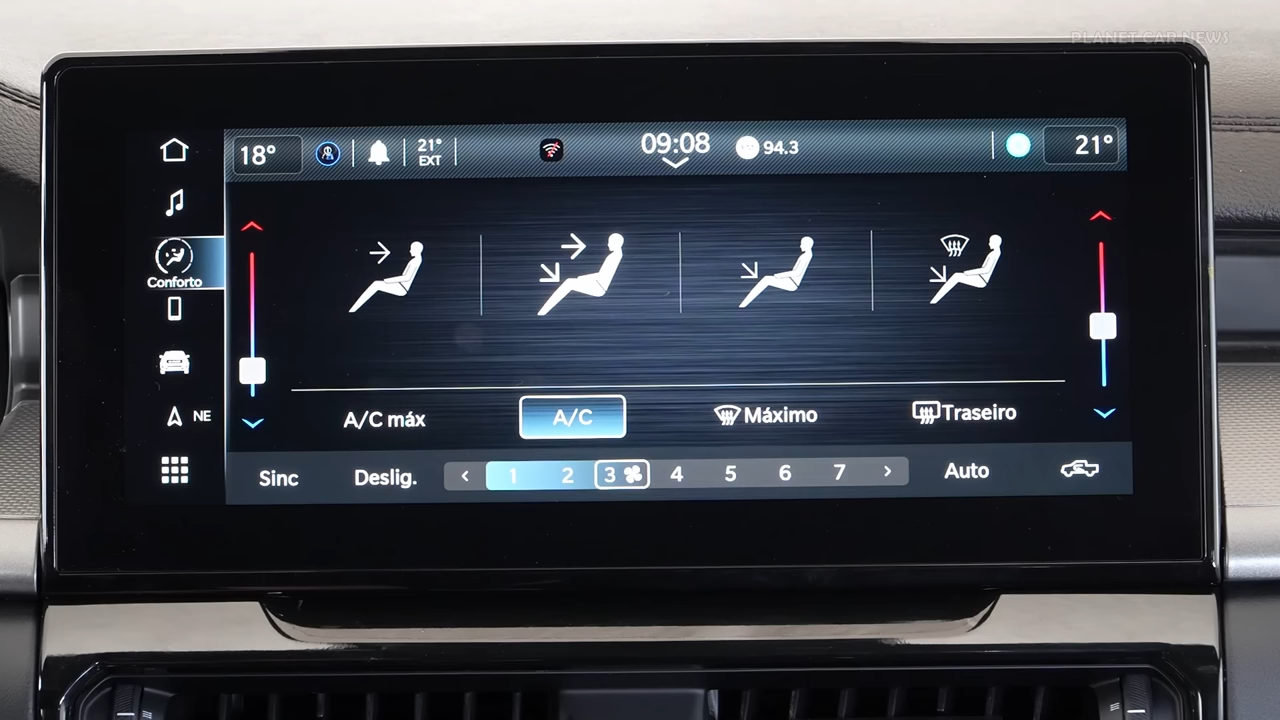 PLANET CAR NEWS
18° 21° EXT 09:08 94.3 21°
Conforto
NE
A/C máx A/C Máximo Traseiro
Sinc Deslig. < 1 2 3 4 5 6 7 > Auto